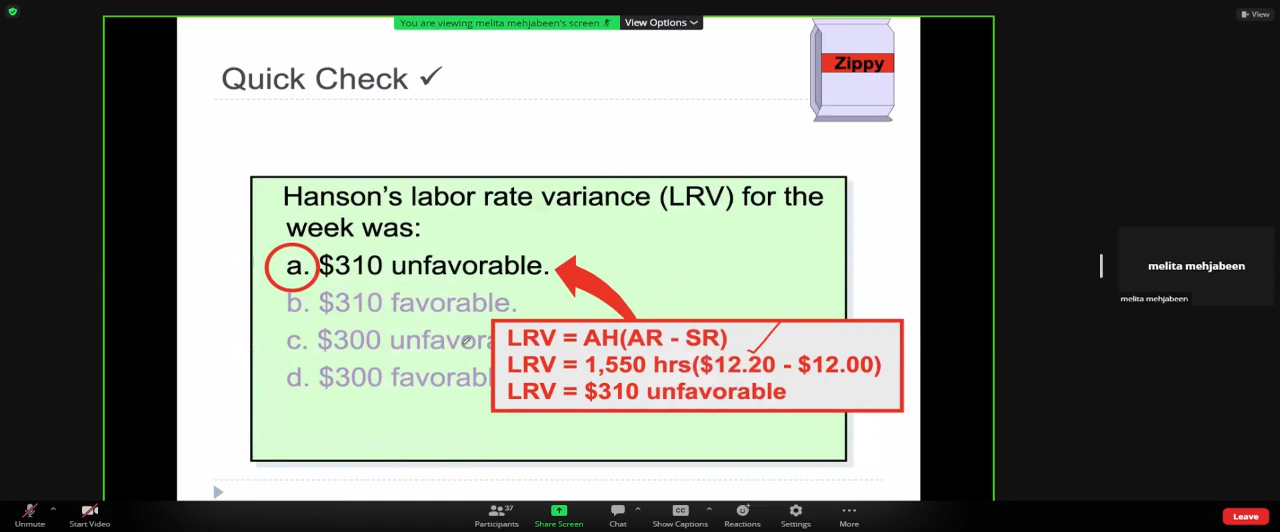 You are viewing melita mehjabeen's screen
View Options
View
Zippy
Quick Check ✓
Hanson's labor rate variance (LRV) for the
week was:
a. $310 unfavorable.
b. $310 favorable.
c. $300 unfavora
d. $300 favorabl
LRV = AH(AR - SR)
LRV = 1,550 hrs($12.20 - $12.00)
LRV = $310 unfavorable
melita mehjabeen
melita mehjabeen
Unmute
Start Video
Participants
37
Share Screen
Chat
CC
Show Captions
Reactions
Settings
More
Leave